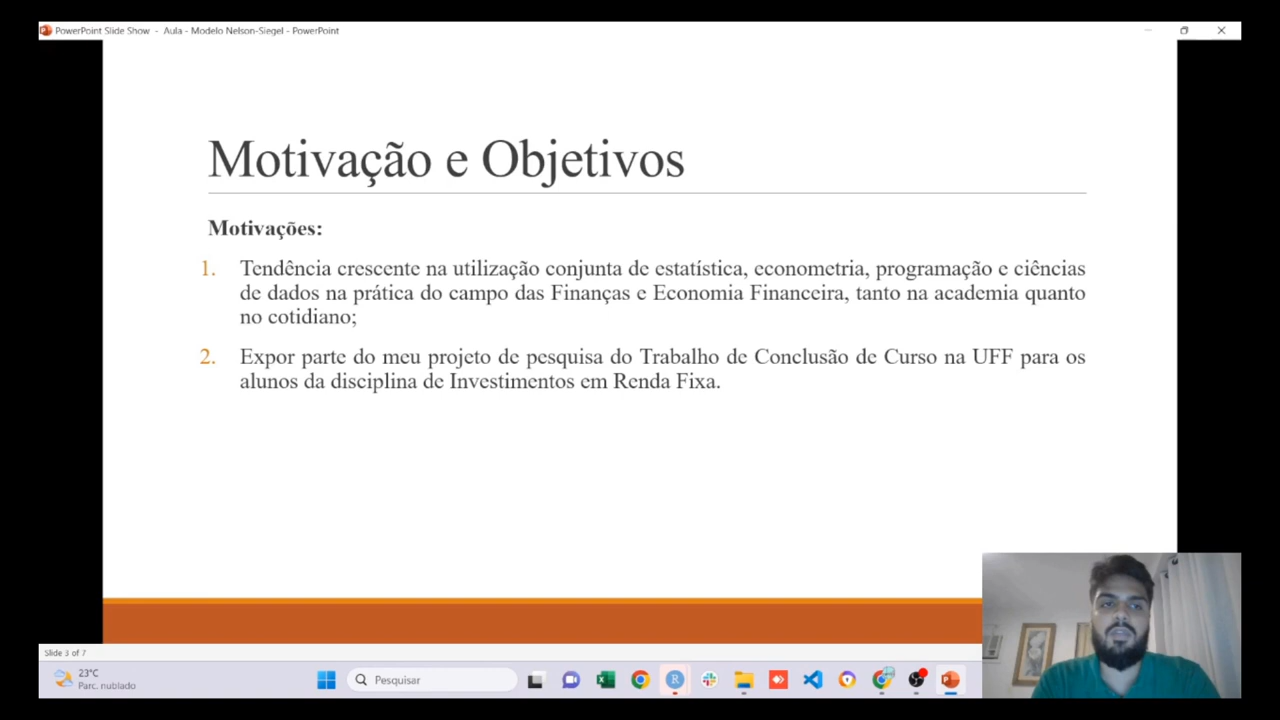 PowerPoint Slide Show - Aula - Modelo Nelson-Siegel - PowerPoint
Motivação e Objetivos
Motivações:
1. Tendência crescente na utilização conjunta de estatística, econometria, programação e ciências
de dados na prática do campo das Finanças e Economia Financeira, tanto na academia quanto
no cotidiano;
2. Expor parte do meu projeto de pesquisa do Trabalho de Conclusão de Curso na UFF para os
alunos da disciplina de Investimentos em Renda Fixa.
Slide 3 of 7
23°C
Parc. nublado
Pesquisar